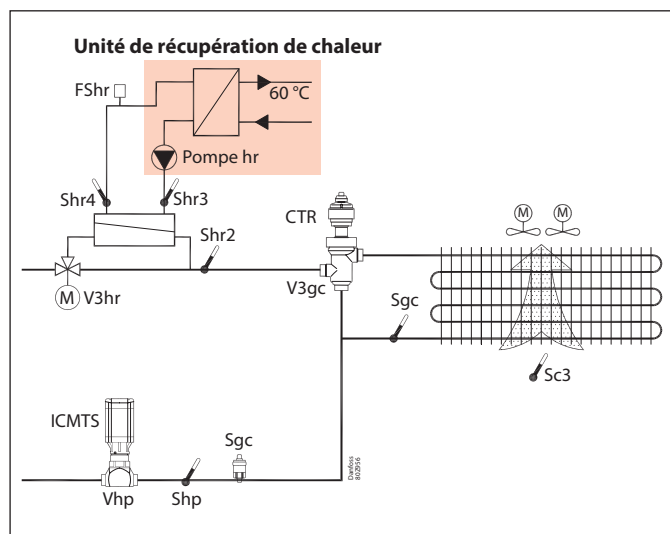 Unité de récupération de chaleur
FShr
60 °C
Pompe hr
Shr4
Shr3
CTR
M
M
Shr2
V3gc
M
V3hr
Sgc
Sc3
ICMTS
Sgc
Vhp
Shp
Danfoss
802956